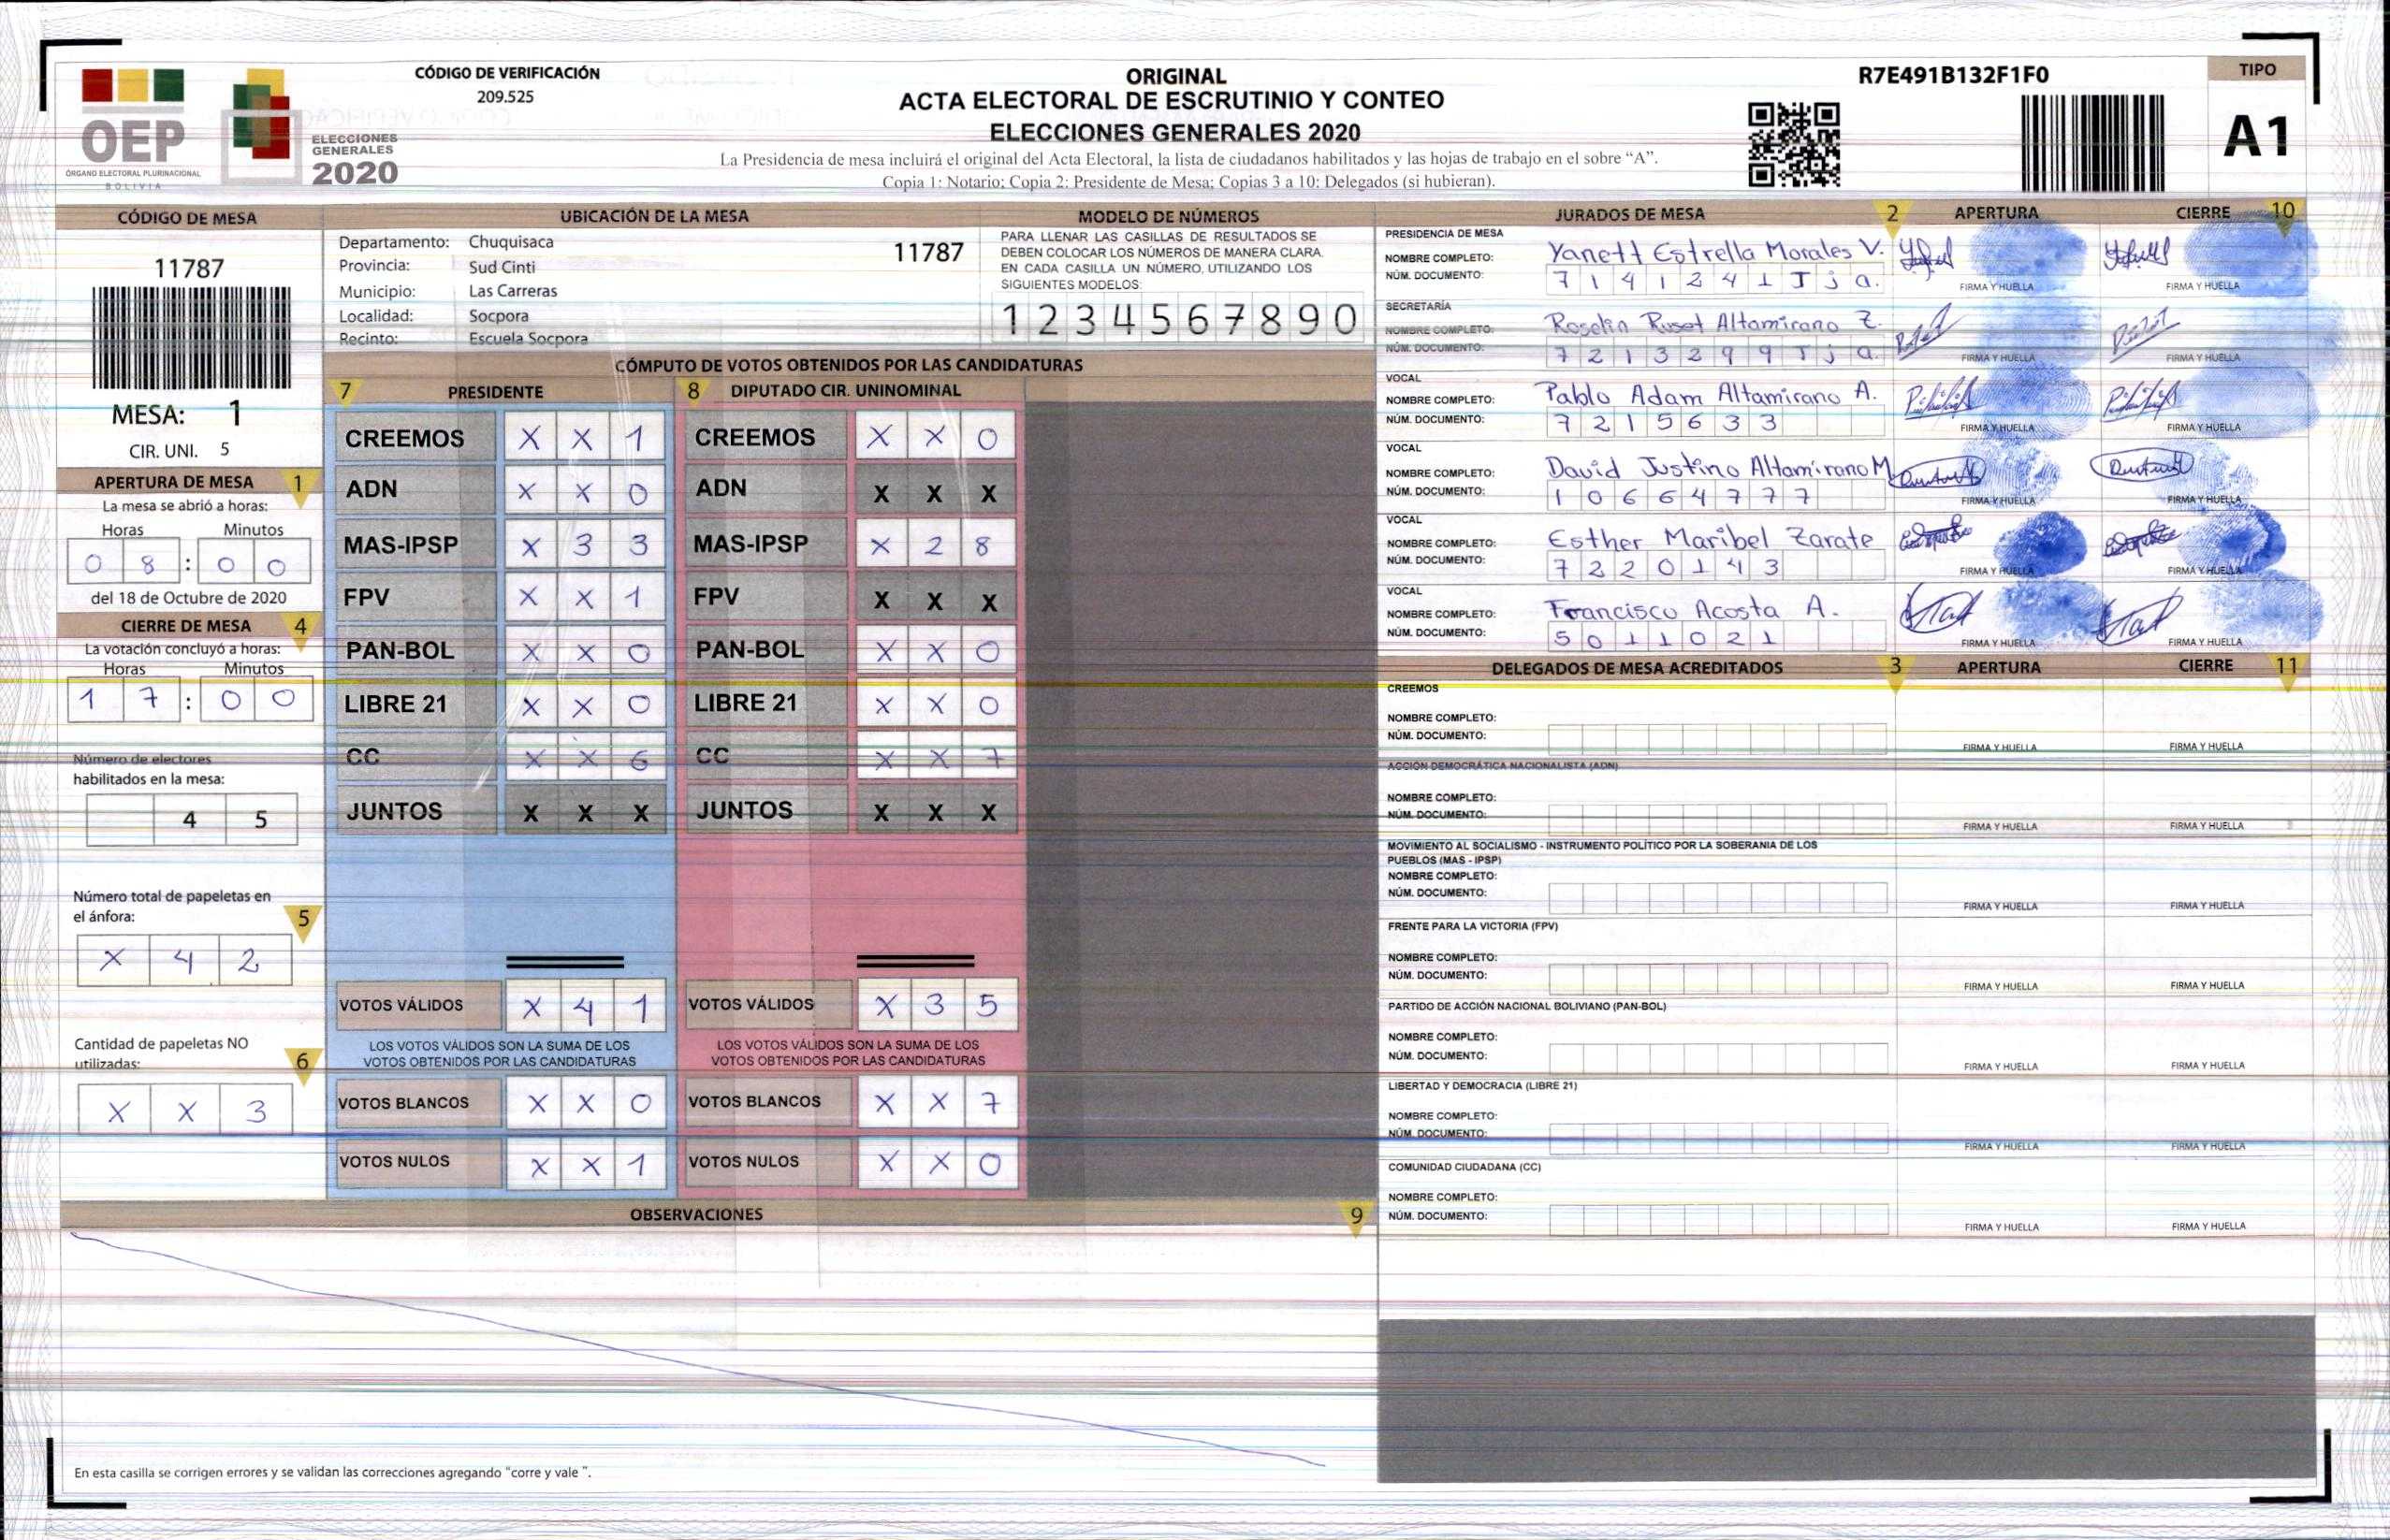 CÓDIGO DE VERIFICACIÓN
209.525
OEP
ÓRGANO ELECTORAL PLURINACIONAL
BOLIVIA
ELECCIONES
GENERALES
2020
ORIGINAL
ACTA ELECTORAL DE ESCRUTINIO Y CONTEO
ELECCIONES GENERALES 2020
La Presidencia de mesa incluirá el original del Acta Electoral, la lista de ciudadanos habilitados y las hojas de trabajo en el sobre “A”.
Copia 1: Notario; Copia 2: Presidente de Mesa; Copias 3 a 10: Delegados (si hubieran).
R7E491B132F1F0
TIPO
A1
CÓDIGO DE MESA
11787
MESA: 1
CIR. UNI. 5
APERTURA DE MESA 1
La mesa se abrió a horas:
Horas Minutos
0 8 : 0 0
del 18 de Octubre de 2020
CIERRE DE MESA 4
La votación concluyó a horas:
Horas Minutos
1 7 : 0 0
Número de electores
habilitados en la mesa:
4 5
Número total de papeletas en
el ánfora: 5
X 4 2
Cantidad de papeletas NO
utilizadas: 6
X X 3
UBICACIÓN DE LA MESA
Departamento: Chuquisaca 11787
Provincia: Sud Cinti
Municipio: Las Carreras
Localidad: Socpora
Recinto: Escuela Socpora
MODELO DE NÚMEROS
PARA LLENAR LAS CASILLAS DE RESULTADOS SE
DEBEN COLOCAR LOS NÚMEROS DE MANERA CLARA.
EN CADA CASILLA UN NÚMERO, UTILIZANDO LOS
SIGUIENTES MODELOS:
1 2 3 4 5 6 7 8 9 0
CÓMPUTO DE VOTOS OBTENIDOS POR LAS CANDIDATURAS
7 PRESIDENTE 8 DIPUTADO CIR. UNINOMINAL
CREEMOS X X 1 CREEMOS X X 0
ADN X X 0 ADN X X X
MAS-IPSP X 3 3 MAS-IPSP X 2 8
FPV X X 1 FPV X X X
PAN-BOL X X 0 PAN-BOL X X 0
LIBRE 21 X X 0 LIBRE 21 X X 0
CC X X 6 CC X X 7
JUNTOS X X X JUNTOS X X X
VOTOS VÁLIDOS X 4 1 VOTOS VÁLIDOS X 3 5
LOS VOTOS VÁLIDOS SON LA SUMA DE LOS LOS VOTOS VÁLIDOS SON LA SUMA DE LOS
VOTOS OBTENIDOS POR LAS CANDIDATURAS VOTOS OBTENIDOS POR LAS CANDIDATURAS
VOTOS BLANCOS X X 0 VOTOS BLANCOS X X 7
VOTOS NULOS X X 1 VOTOS NULOS X X 0
OBSERVACIONES 9
En esta casilla se corrigen errores y se validan las correcciones agregando “corre y vale ”.
JURADOS DE MESA 2 APERTURA CIERRE 10
PRESIDENCIA DE MESA
NOMBRE COMPLETO: Yanett Estrella Morales V.
NÚM. DOCUMENTO: 7 1 4 1 2 4 1 T j a. FIRMA Y HUELLA FIRMA Y HUELLA
SECRETARÍA
NOMBRE COMPLETO: Roselin Ruset Altamirano Z.
NÚM. DOCUMENTO: 7 2 1 3 2 9 9 T j a. FIRMA Y HUELLA FIRMA Y HUELLA
VOCAL
NOMBRE COMPLETO: Pablo Adam Altamirano A.
NÚM. DOCUMENTO: 7 2 1 5 6 3 3 FIRMA Y HUELLA FIRMA Y HUELLA
VOCAL
NOMBRE COMPLETO: David Justino Altamirano M
NÚM. DOCUMENTO: 1 0 6 6 4 7 7 7 FIRMA Y HUELLA FIRMA Y HUELLA
VOCAL
NOMBRE COMPLETO: Esther Maribel Zarate
NÚM. DOCUMENTO: 7 2 2 0 1 4 3 FIRMA Y HUELLA FIRMA Y HUELLA
VOCAL
NOMBRE COMPLETO: Francisco Acosta A.
NÚM. DOCUMENTO: 5 0 1 1 0 2 1 FIRMA Y HUELLA FIRMA Y HUELLA
DELEGADOS DE MESA ACREDITADOS 3 APERTURA CIERRE 11
CREEMOS
NOMBRE COMPLETO:
NÚM. DOCUMENTO: FIRMA Y HUELLA FIRMA Y HUELLA
ACCIÓN DEMOCRÁTICA NACIONALISTA (ADN)
NOMBRE COMPLETO:
NÚM. DOCUMENTO: FIRMA Y HUELLA FIRMA Y HUELLA
MOVIMIENTO AL SOCIALISMO - INSTRUMENTO POLÍTICO POR LA SOBERANIA DE LOS
PUEBLOS (MAS - IPSP)
NOMBRE COMPLETO:
NÚM. DOCUMENTO: FIRMA Y HUELLA FIRMA Y HUELLA
FRENTE PARA LA VICTORIA (FPV)
NOMBRE COMPLETO:
NÚM. DOCUMENTO: FIRMA Y HUELLA FIRMA Y HUELLA
PARTIDO DE ACCIÓN NACIONAL BOLIVIANO (PAN-BOL)
NOMBRE COMPLETO:
NÚM. DOCUMENTO: FIRMA Y HUELLA FIRMA Y HUELLA
LIBERTAD Y DEMOCRACIA (LIBRE 21)
NOMBRE COMPLETO:
NÚM. DOCUMENTO: FIRMA Y HUELLA FIRMA Y HUELLA
COMUNIDAD CIUDADANA (CC)
NOMBRE COMPLETO:
NÚM. DOCUMENTO: FIRMA Y HUELLA FIRMA Y HUELLA